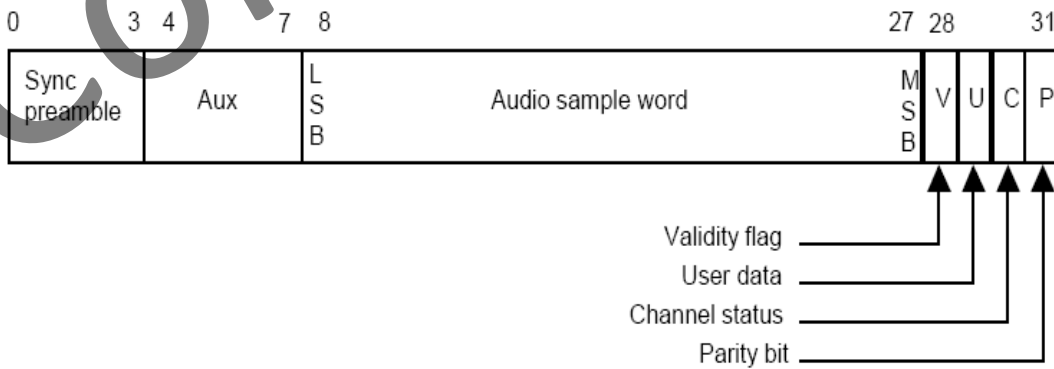 0 3 4 7 8 27 28 31
Sync
preamble
Aux
L
S
B
Audio sample word
M
S
B
V U C P
Validity flag
User data
Channel status
Parity bit